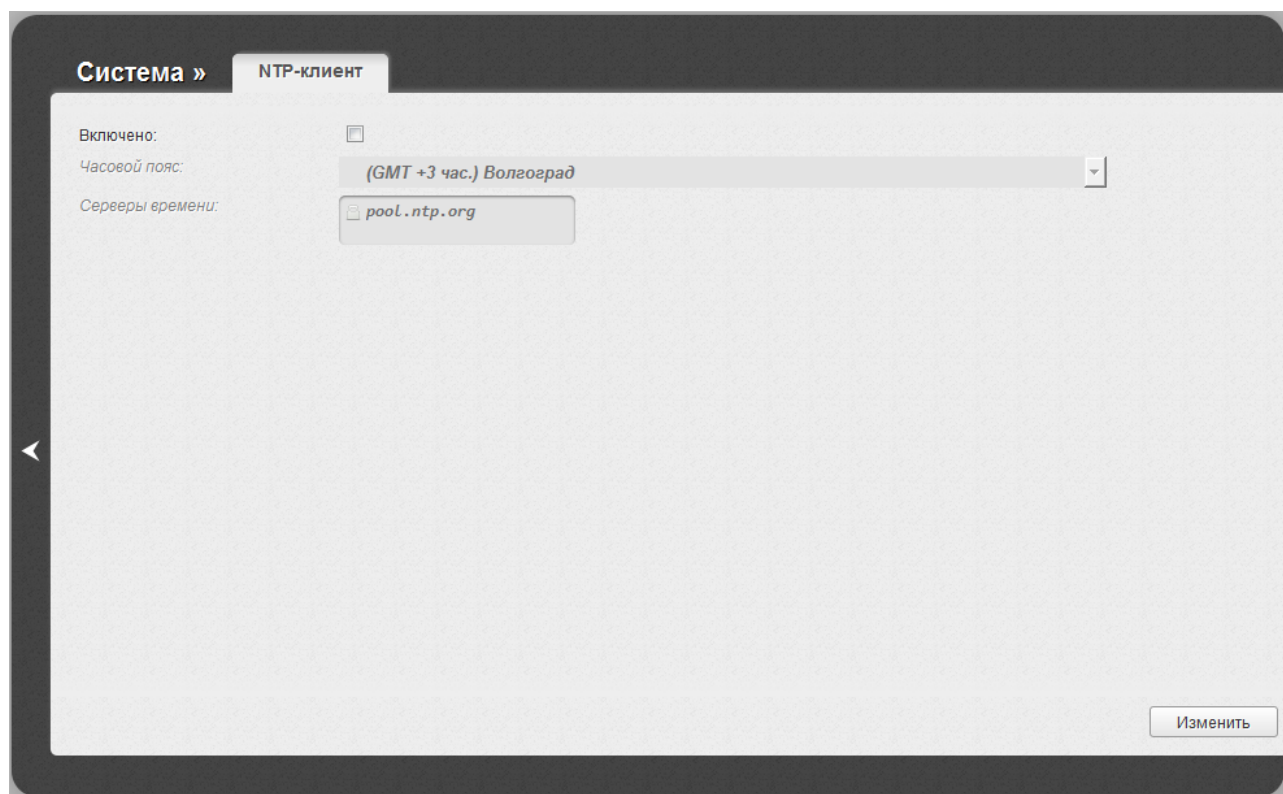 Система »
NTP-клиент
Включено:
Часовой пояс:
(GMT +3 час.) Волгоград
Серверы времени:
pool.ntp.org
Изменить